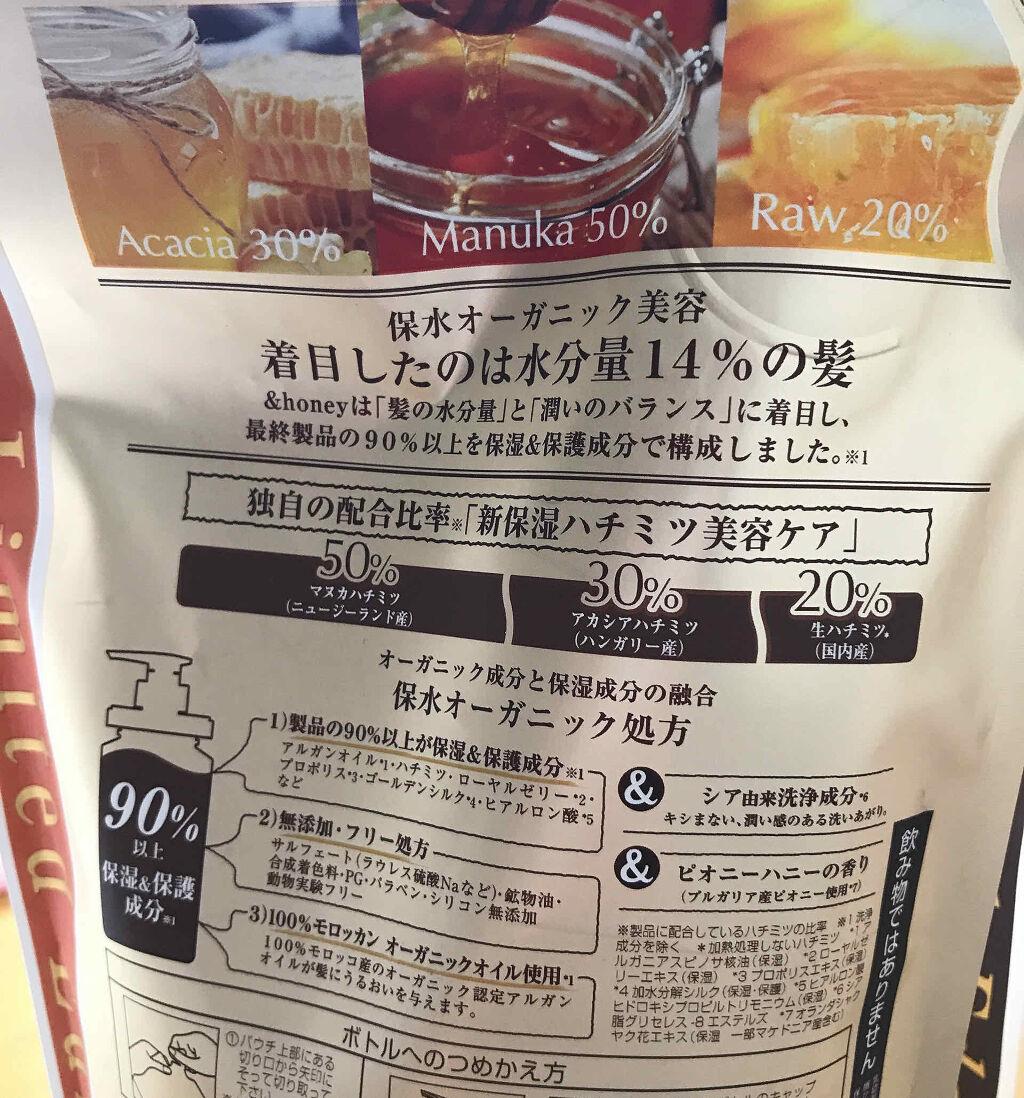 Acacia 30%
Manuka 50%
Raw 20%
保水オーガニック美容
着目したのは水分量14%の髪
&honeyは「髪の水分量」と「潤いのバランス」に着目し、
最終製品の90%以上を保湿&保護成分で構成しました。※1
独自の配合比率※「新保湿ハチミツ美容ケア」
50%
マヌカハチミツ
(ニュージーランド産)
30%
アカシアハチミツ
(ハンガリー産)
20%
生ハチミツ*
(国内産)
オーガニック成分と保湿成分の融合
保水オーガニック処方
90%
以上
保湿&保護
成分※1
1)製品の90%以上が保湿&保護成分※1
アルガンオイル*1・ハチミツ・ローヤルゼリー*2・
プロポリス*3・ゴールデンシルク*4・ヒアルロン酸*5
など
2)無添加・フリー処方
サルフェート(ラウレス硫酸Naなど)・鉱物油・
合成着色料・PG・パラベン・シリコン無添加
動物実験フリー
3)100%モロッカン オーガニックオイル使用*1
100%モロッコ産のオーガニック認定アルガン
オイルが髪にうるおいを与えます。
&
シア由来洗浄成分*6
キシまない、潤い感のある洗いあがり。
&
ピオニーハニーの香り
(ブルガリア産ピオニー使用*7)
※製品に配合しているハチミツの比率 ※1 洗浄
成分を除く *加熱処理しないハチミツ *1 ア
ルガニアスピノサ核油(保湿) *2 ローヤルゼ
リーエキス(保湿) *3 プロポリスエキス(保湿)
*4 加水分解シルク(保湿・保護) *5 ヒアルロン酸
ヒドロキシプロピルトリモニウム(保湿) *6 シア
脂グリセレス-8 エステルズ *7 オランダシャク
ヤク花エキス(保湿 一部マケドニア産含む)
飲み物ではありません
Limited
ボトルへのつめかえ方
①パウチ上部にある
切り口から矢印に
そって切り取って
下さい